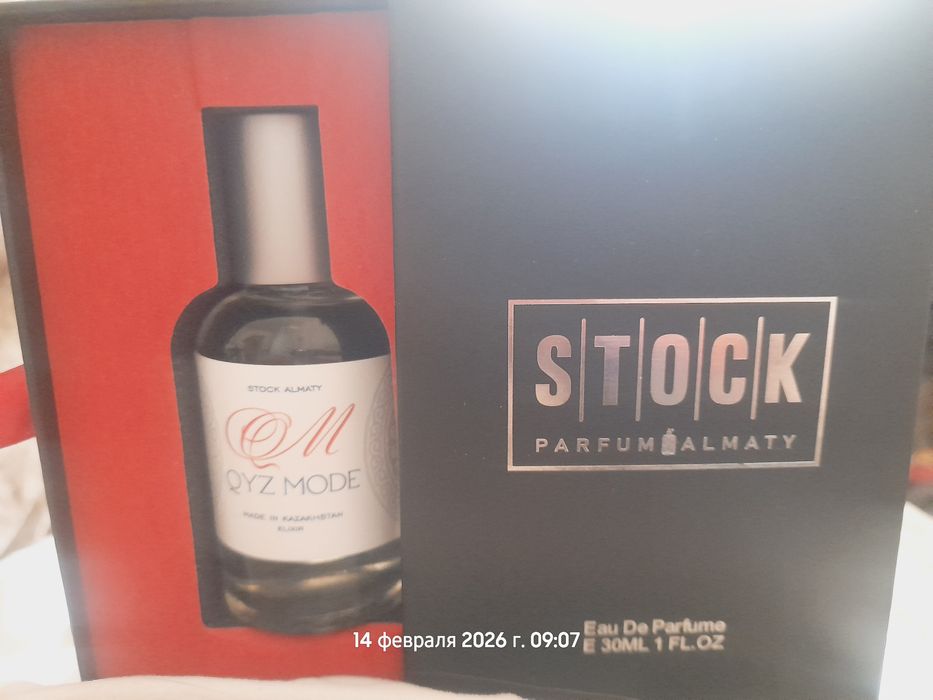 STOCK ALMATY
QM
QYZ MODE
MADE IN KAZAKHSTAN
ELIXIR
STOCK
PARFUM ALMATY
Eau De Parfume
E 30ML 1 FL.OZ
14 февраля 2026 г. 09:07